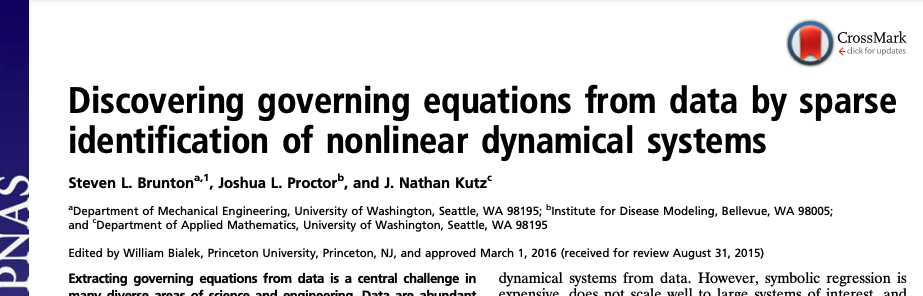 CrossMark
click for updates
Discovering governing equations from data by sparse
identification of nonlinear dynamical systems
Steven L. Brunton^a,1, Joshua L. Proctor^b, and J. Nathan Kutz^c
^aDepartment of Mechanical Engineering, University of Washington, Seattle, WA 98195; ^bInstitute for Disease Modeling, Bellevue, WA 98005;
and ^cDepartment of Applied Mathematics, University of Washington, Seattle, WA 98195
Edited by William Bialek, Princeton University, Princeton, NJ, and approved March 1, 2016 (received for review August 31, 2015)
Extracting governing equations from data is a central challenge in
many diverse areas of science and engineering. Data are abundant
dynamical systems from data. However, symbolic regression is
expensive, does not scale well to large systems of interest, and
PNAS